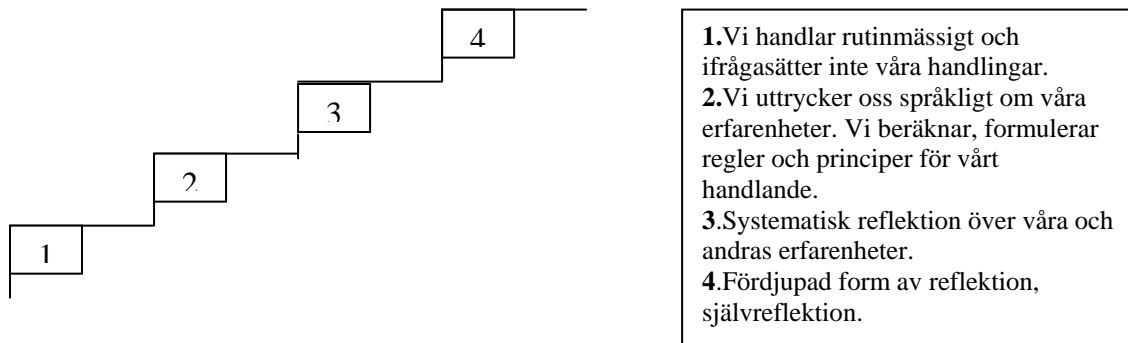 4
3
2
1
1.Vi handlar rutinmässigt och
ifrågasätter inte våra handlingar.
2.Vi uttrycker oss språkligt om våra
erfarenheter. Vi beräknar, formulerar
regler och principer för vårt
handlande.
3.Systematisk reflektion över våra och
andras erfarenheter.
4.Fördjupad form av reflektion,
självreflektion.